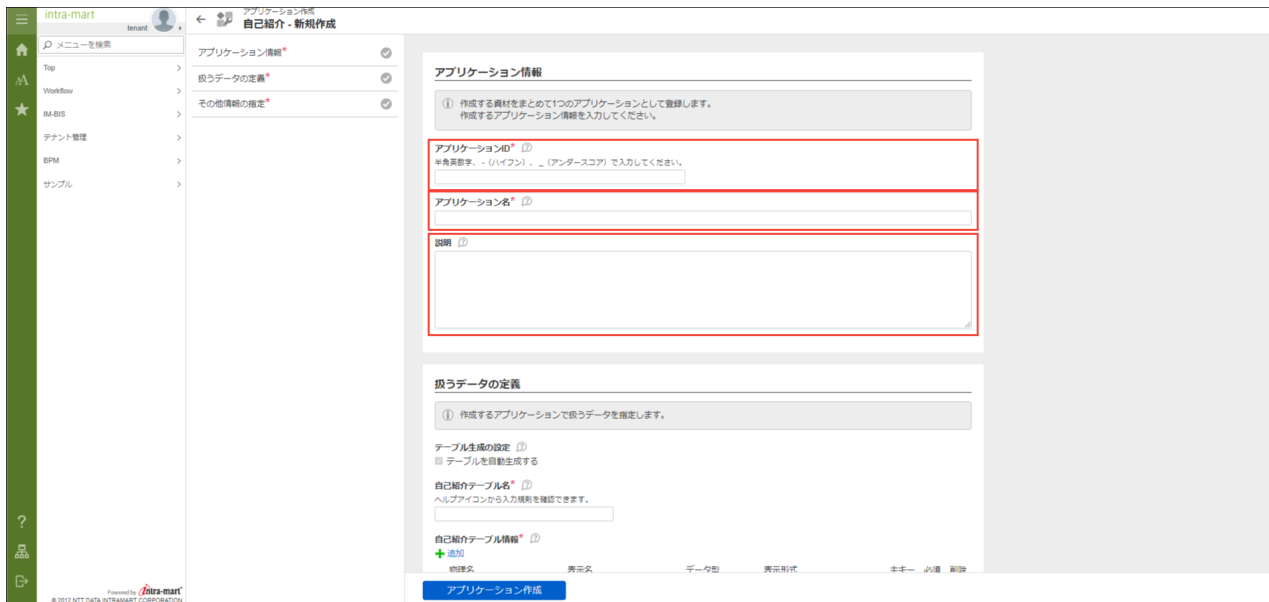 intra-mart
tenant
メニューを検索
Top
Workflow
IM-BIS
テナント管理
BPM
サンプル
Powered by intra-mart
© 2012 NTT DATA INTRAMART CORPORATION
アプリケーション作成
自己紹介 - 新規作成
アプリケーション情報*
扱うデータの定義*
その他情報の指定*
アプリケーション情報
作成する資材をまとめて1つのアプリケーションとして登録します。
作成するアプリケーション情報を入力してください。
アプリケーションID*
半角英数字、 - （ハイフン）、 _ （アンダースコア）で入力してください。
アプリケーション名*
説明
扱うデータの定義
作成するアプリケーションで扱うデータを指定します。
テーブル生成の設定
テーブルを自動生成する
自己紹介テーブル名*
ヘルプアイコンから入力規則を確認できます。
自己紹介テーブル情報*
追加
物理名 表示名 データ型 表示形式 主キー 必須 削除
アプリケーション作成